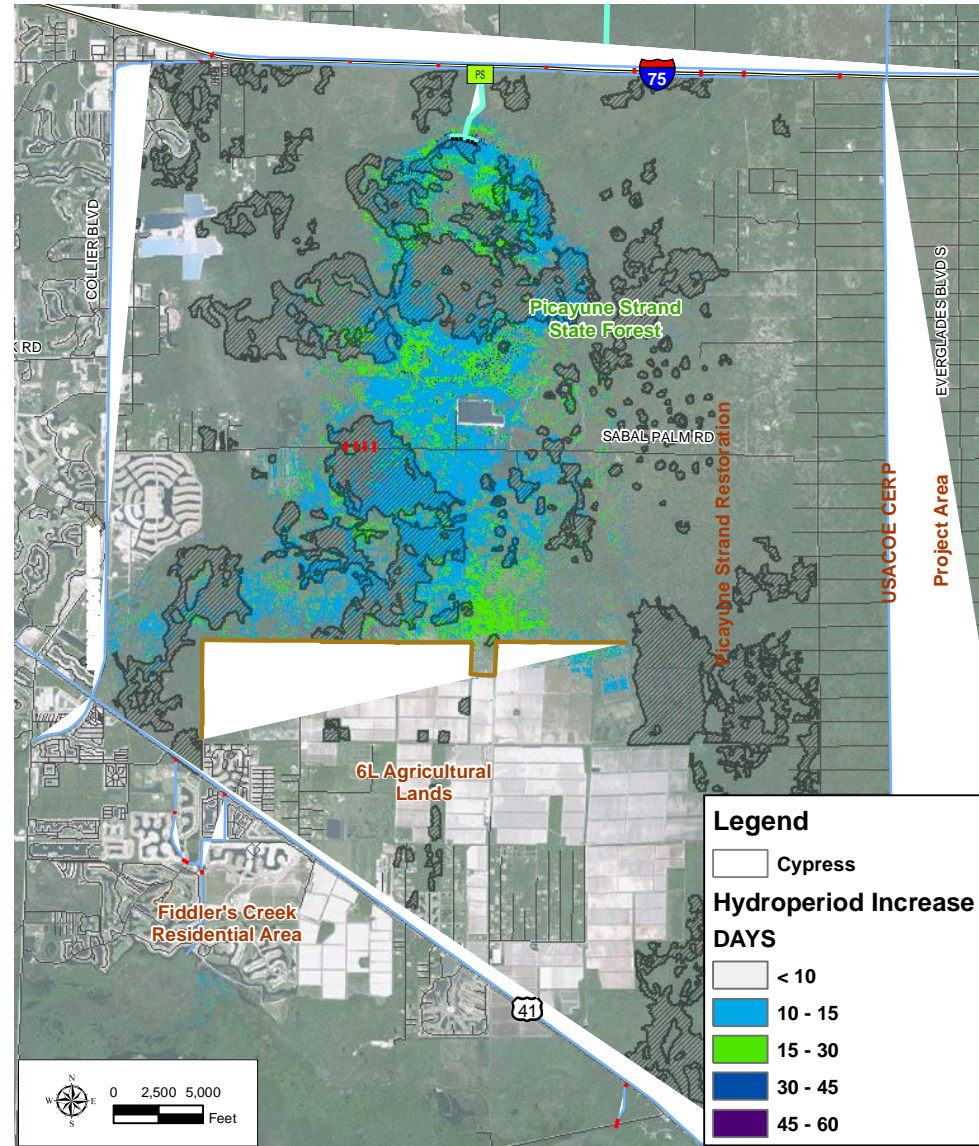 75
PS
COLLIER BLVD
K RD
Picayune Strand
State Forest
SABAL PALM RD
Picayune Strand Restoration
USACOE CERP
Project Area
EVERGLADES BLVD S
6L Agricultural
Lands
Fiddler's Creek
Residential Area
41
N
W E
S
0 2,500 5,000
Feet
Legend
Cypress
Hydroperiod Increase
DAYS
< 10
10 - 15
15 - 30
30 - 45
45 - 60